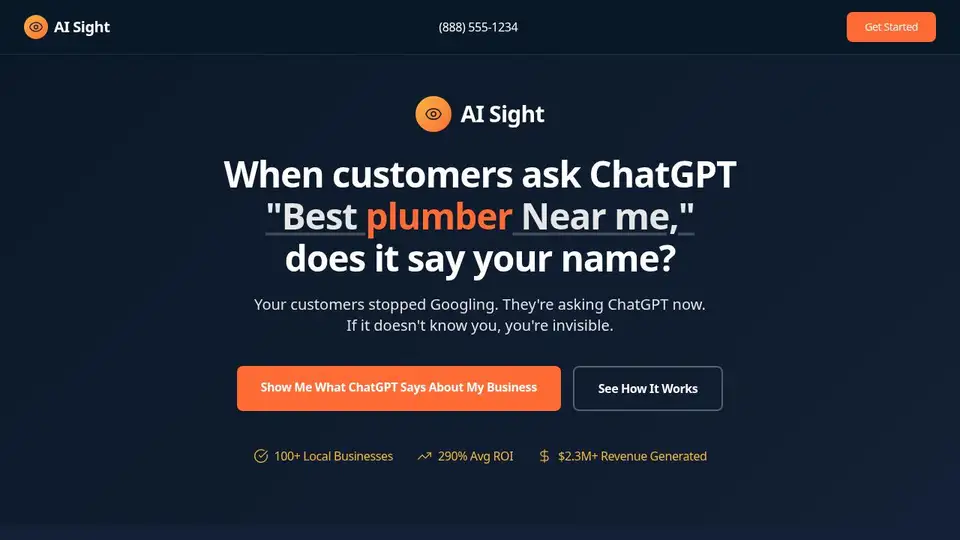 AI Sight
(888) 555-1234
Get Started
AI Sight
When customers ask ChatGPT
"Best plumber Near me,"
does it say your name?
Your customers stopped Googling. They're asking ChatGPT now.
If it doesn't know you, you're invisible.
Show Me What ChatGPT Says About My Business
See How It Works
100+ Local Businesses
290% Avg ROI
$2.3M+ Revenue Generated